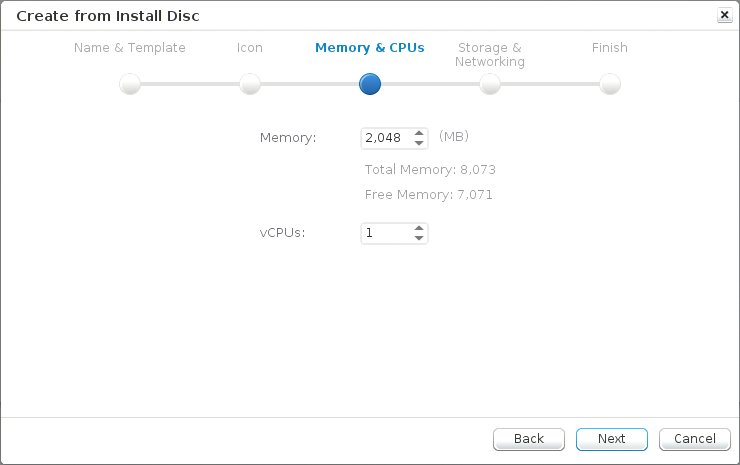 Create from Install Disc
Name & Template
Icon
Memory & CPUs
Storage &
Networking
Finish
Memory: 2,048 (MB)
Total Memory: 8,073
Free Memory: 7,071
vCPUs: 1
Back Next Cancel